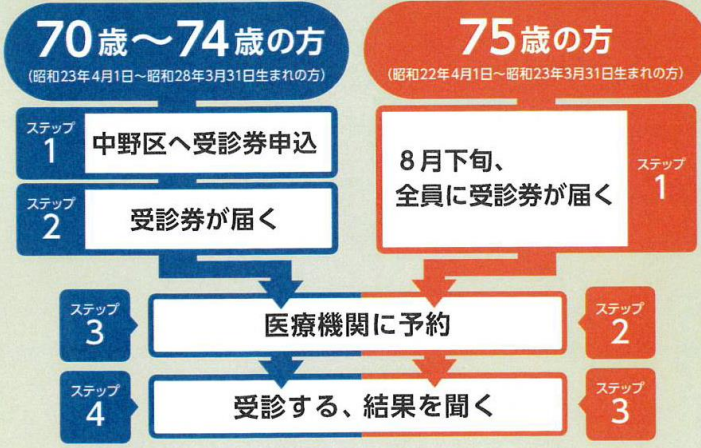 70歳～74歳の方
(昭和23年4月1日～昭和28年3月31日生まれの方)
ステップ
1
中野区へ受診券申込
ステップ
2
受診券が届く
75歳の方
(昭和22年4月1日～昭和23年3月31日生まれの方)
8月下旬、
全員に受診券が届く
ステップ
1
ステップ
3
医療機関に予約
ステップ
2
ステップ
4
受診する、結果を聞く
ステップ
3